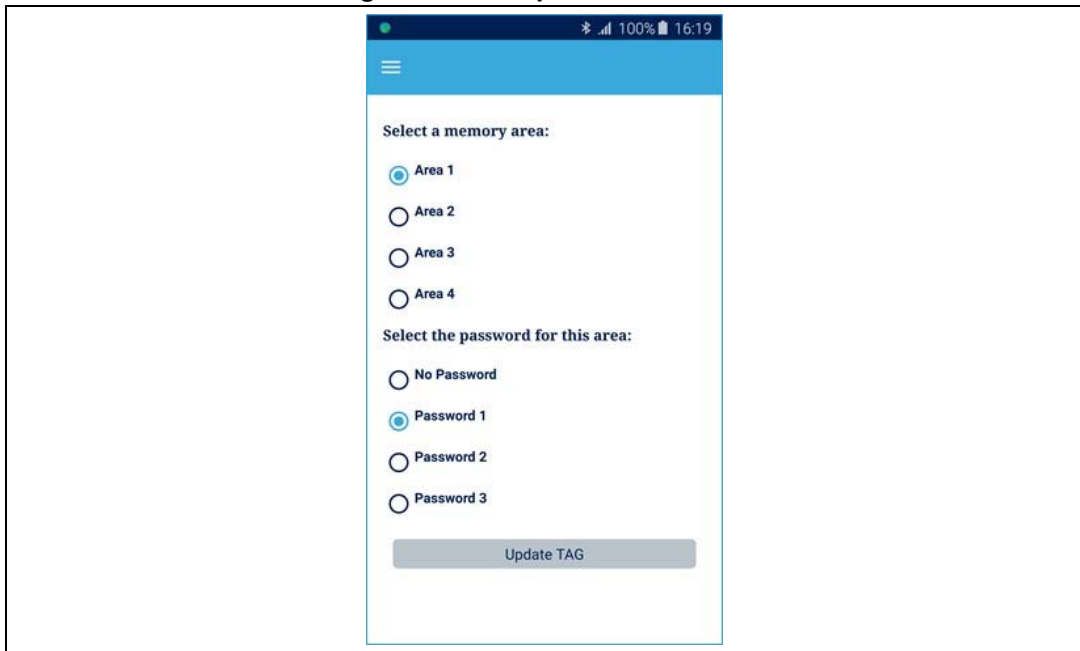 100% 16:19
Select a memory area:
Area 1
Area 2
Area 3
Area 4
Select the password for this area:
No Password
Password 1
Password 2
Password 3
Update TAG